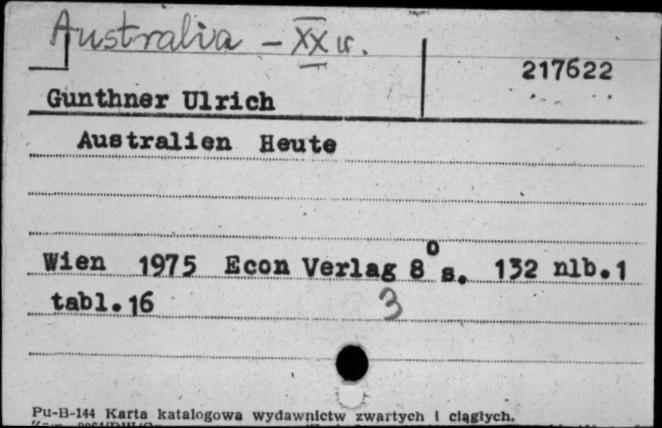 Australia - XX w.
217622
Gunthner Ulrich
Australien Heute
Wien 1975 Econ Verlag 8° s. 132 nlb.1
tabl.16
3
Pu-B-144 Karta katalogowa wydawnictw zwartych i ciągłych.